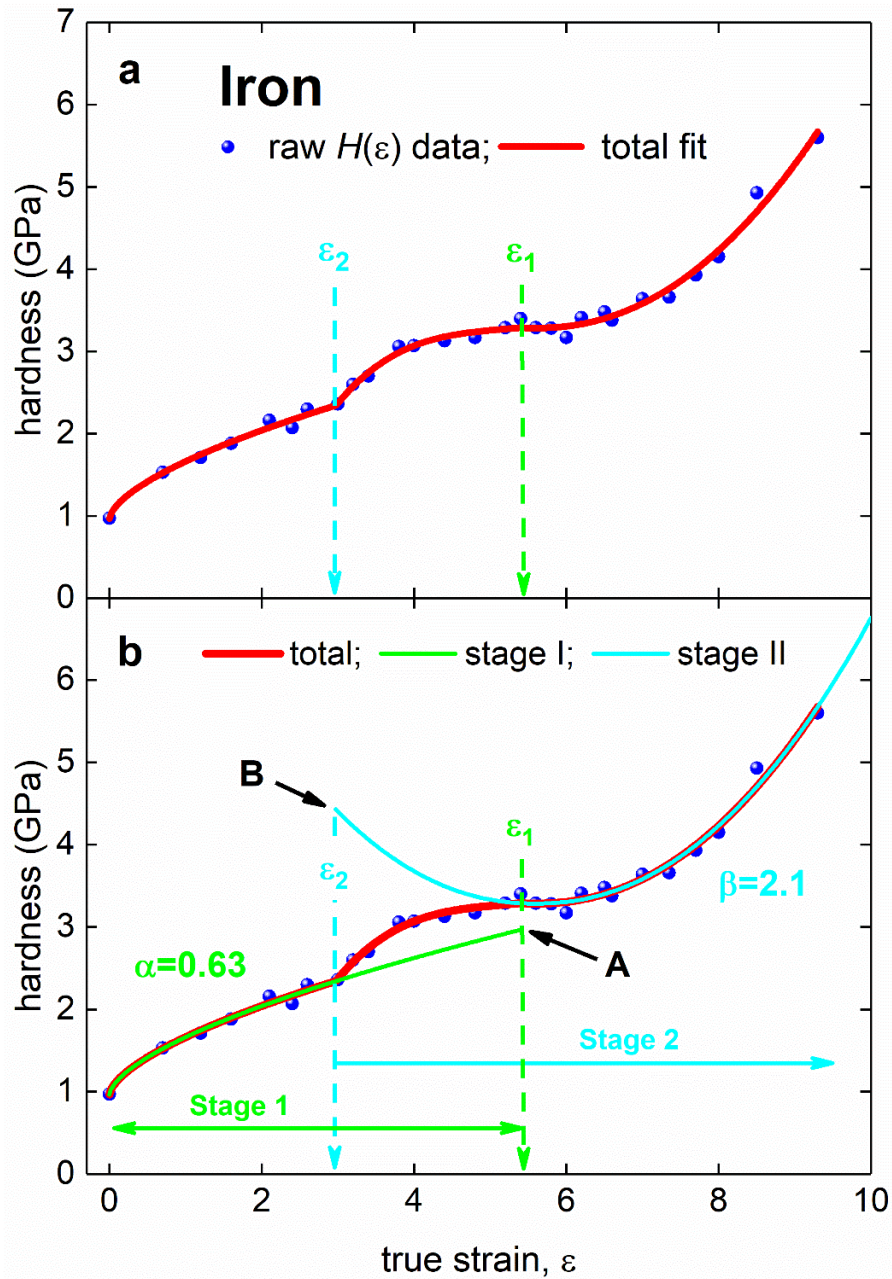 7
a
Iron
6
raw H(ε) data; total fit
5
hardness (GPa)
4
ε2
ε1
3
2
1
0
b
total; stage I; stage II
6
5
B
hardness (GPa)
4
ε1
ε2
β=2.1
3
A
α=0.63
2
Stage 2
1
Stage 1
0
0 2 4 6 8 10
true strain, ε